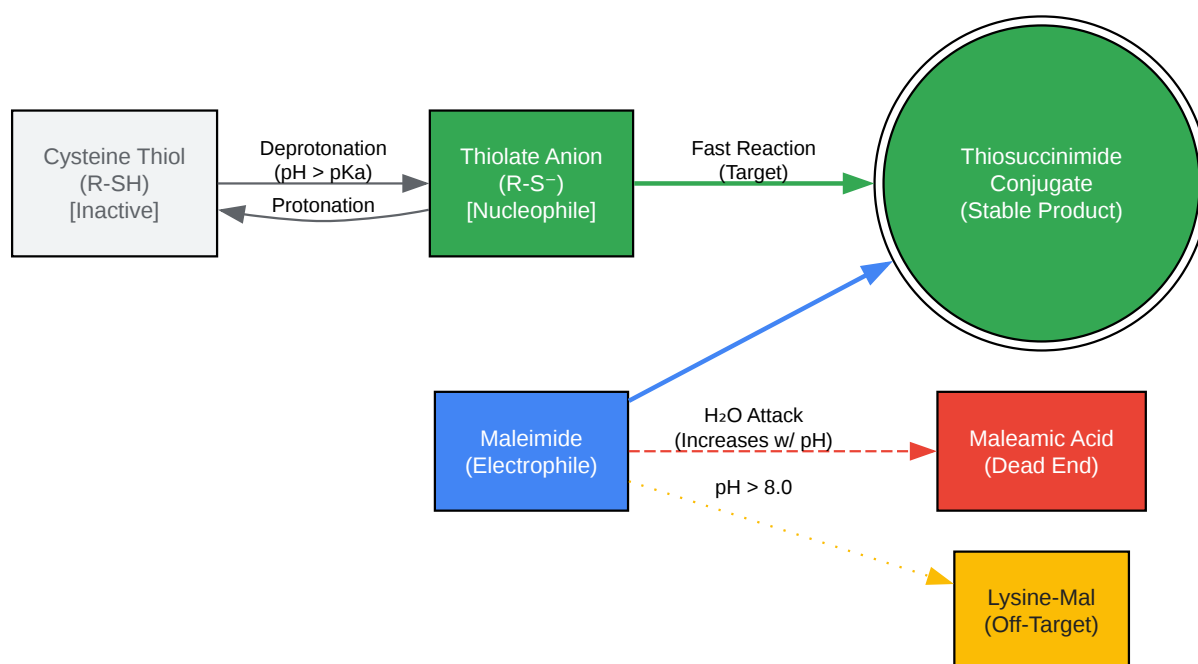 Cysteine Thiol
(R-SH)
[Inactive]
Deprotonation
(pH > pKa)
Protonation
Thiolate Anion
(R-S⁻)
[Nucleophile]
Fast Reaction
(Target)
Thiosuccinimide
Conjugate
(Stable Product)
Maleimide
(Electrophile)
H₂O Attack
(Increases w/ pH)
Maleamic Acid
(Dead End)
pH > 8.0
Lysine-Mal
(Off-Target)